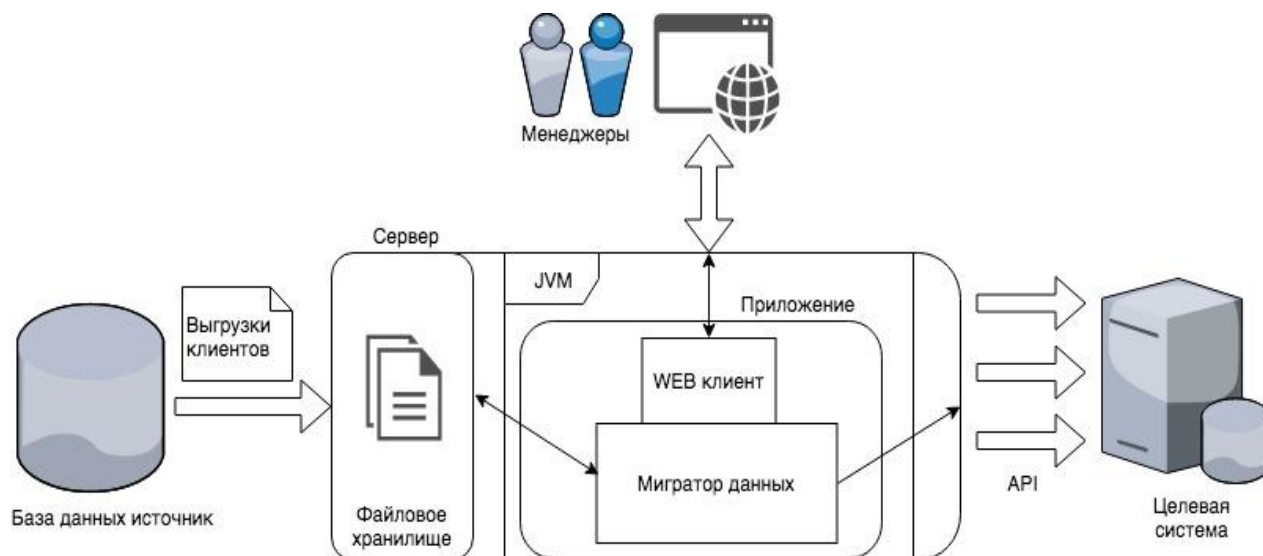 Менеджеры
Сервер
JVM
Приложение
Выгрузки
клиентов
WEB клиент
Мигратор данных
API
База данных источник
Файловое
хранилище
Целевая
система